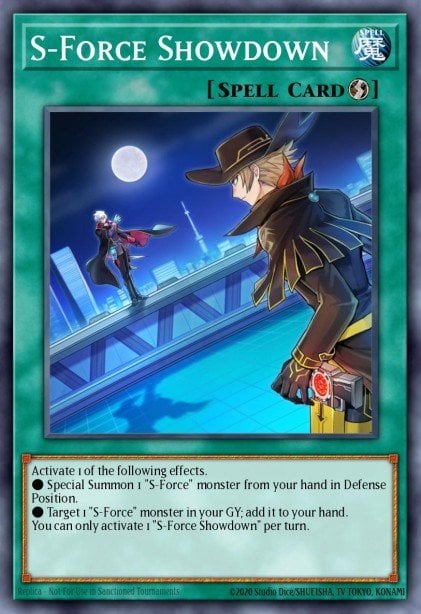 S-Force Showdown
SPELL
魔
[Spell Card]
Activate 1 of the following effects.
● Special Summon 1 "S-Force" monster from your hand in Defense
Position.
● Target 1 "S-Force" monster in your GY; add it to your hand.
You can only activate 1 "S-Force Showdown" per turn.
Replica - Not For Use in Sanctioned Tournaments
©2020 Studio Dice/SHUEISHA, TV TOKYO, KONAMI